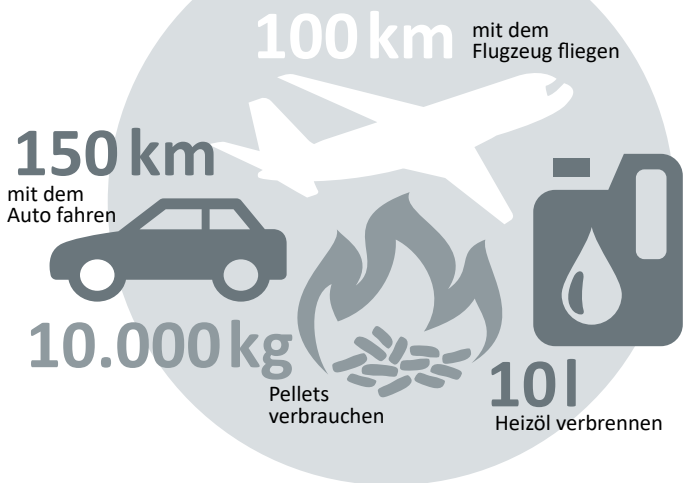 100 km
mit dem
Flugzeug fliegen
150 km
mit dem
Auto fahren
10.000 kg
Pellets
verbrauchen
10 l
Heizöl verbrennen